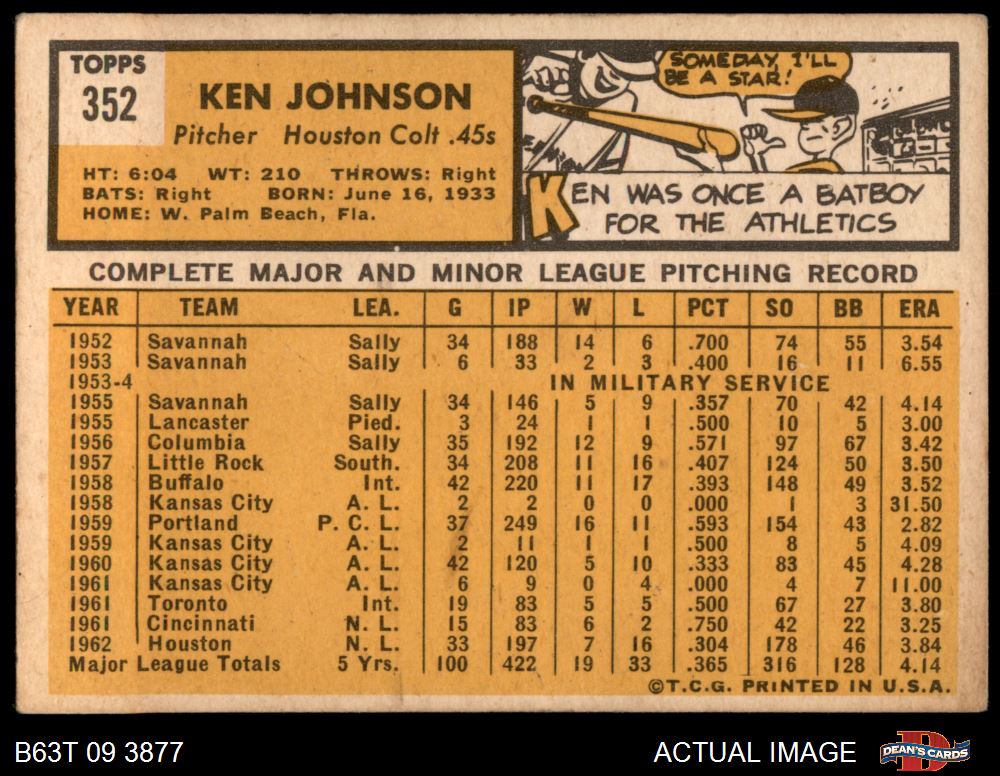 TOPPS
352
KEN JOHNSON
Pitcher Houston Colt .45s
HT: 6:04 WT: 210 THROWS: Right
BATS: Right BORN: June 16, 1933
HOME: W. Palm Beach, Fla.
SOMEDAY, I'LL
BE A STAR!
KEN WAS ONCE A BATBOY
FOR THE ATHLETICS
COMPLETE MAJOR AND MINOR LEAGUE PITCHING RECORD
YEAR TEAM LEA. G IP W L PCT SO BB ERA
1952 Savannah Sally 34 188 14 6 .700 74 55 3.54
1953 Savannah Sally 6 33 2 3 .400 16 11 6.55
1953-4 IN MILITARY SERVICE
1955 Savannah Sally 34 146 5 9 .357 70 42 4.14
1955 Lancaster Pied. 3 24 1 1 .500 10 5 3.00
1956 Columbia Sally 35 192 12 9 .571 97 67 3.42
1957 Little Rock South. 34 208 11 16 .407 124 50 3.50
1958 Buffalo Int. 42 220 11 17 .393 148 49 3.52
1958 Kansas City A. L. 2 2 0 0 .000 1 3 31.50
1959 Portland P. C. L. 37 249 16 11 .593 154 43 2.82
1959 Kansas City A. L. 2 11 1 1 .500 8 5 4.09
1960 Kansas City A. L. 42 120 5 10 .333 83 45 4.28
1961 Kansas City A. L. 6 9 0 4 .000 4 7 11.00
1961 Toronto Int. 19 83 5 5 .500 67 27 3.80
1961 Cincinnati N. L. 15 83 6 2 .750 42 22 3.25
1962 Houston N. L. 33 197 7 16 .304 178 46 3.84
Major League Totals 5 Yrs. 100 422 19 33 .365 316 128 4.14
©T.C.G. PRINTED IN U.S.A.
B63T 09 3877
ACTUAL IMAGE
D
DEAN'S CARDS